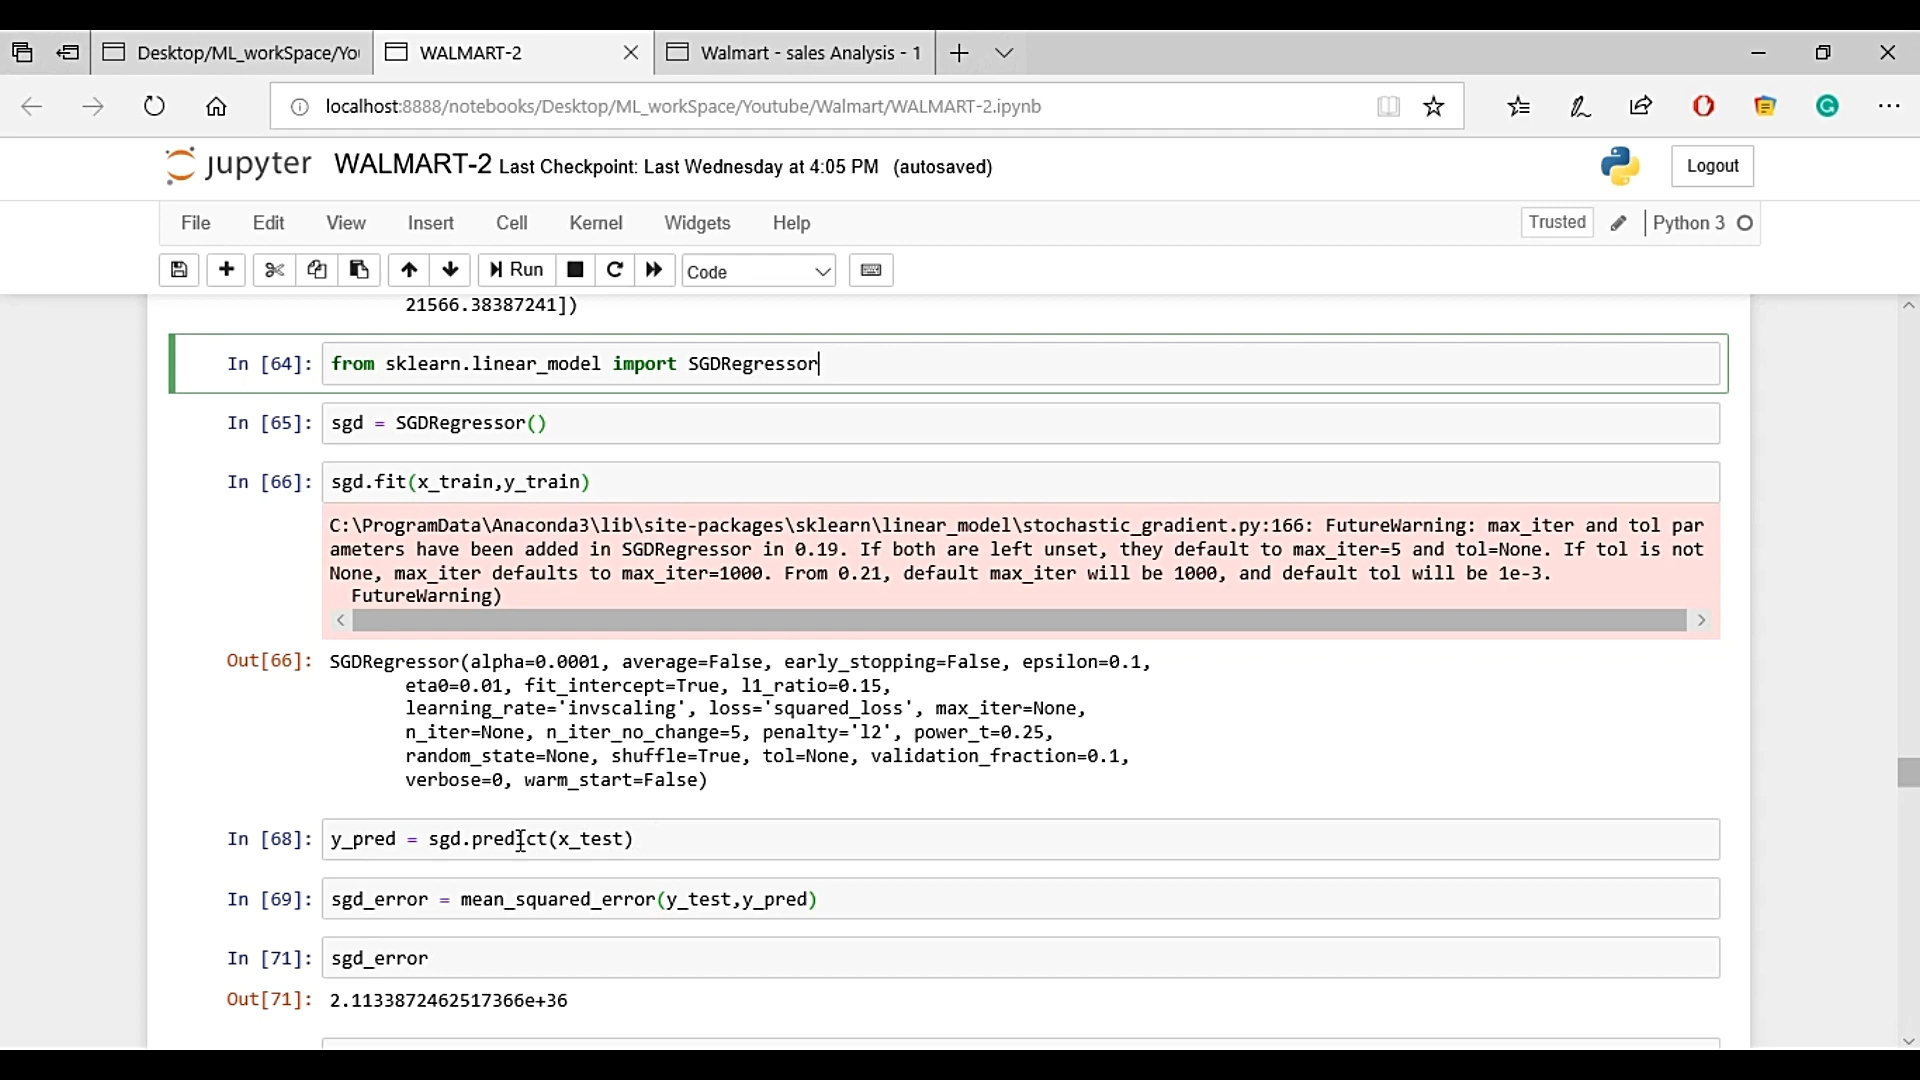 Desktop/ML_workSpace/You
WALMART-2
Walmart - sales Analysis - 1
localhost:8888/notebooks/Desktop/ML_workSpace/Youtube/Walmart/WALMART-2.ipynb
jupyter WALMART-2 Last Checkpoint: Last Wednesday at 4:05 PM (autosaved)
Logout
File Edit View Insert Cell Kernel Widgets Help
Trusted Python 3
Run Code
21566.38387241])
In [64]: from sklearn.linear_model import SGDRegressor
In [65]: sgd = SGDRegressor()
In [66]: sgd.fit(x_train,y_train)
C:\ProgramData\Anaconda3\lib\site-packages\sklearn\linear_model\stochastic_gradient.py:166: FutureWarning: max_iter and tol par
ameters have been added in SGDRegressor in 0.19. If both are left unset, they default to max_iter=5 and tol=None. If tol is not
None, max_iter defaults to max_iter=1000. From 0.21, default max_iter will be 1000, and default tol will be 1e-3.
FutureWarning)
Out[66]: SGDRegressor(alpha=0.0001, average=False, early_stopping=False, epsilon=0.1,
eta0=0.01, fit_intercept=True, l1_ratio=0.15,
learning_rate='invscaling', loss='squared_loss', max_iter=None,
n_iter=None, n_iter_no_change=5, penalty='l2', power_t=0.25,
random_state=None, shuffle=True, tol=None, validation_fraction=0.1,
verbose=0, warm_start=False)
In [68]: y_pred = sgd.predict(x_test)
In [69]: sgd_error = mean_squared_error(y_test,y_pred)
In [71]: sgd_error
Out[71]: 2.1133872462517366e+36